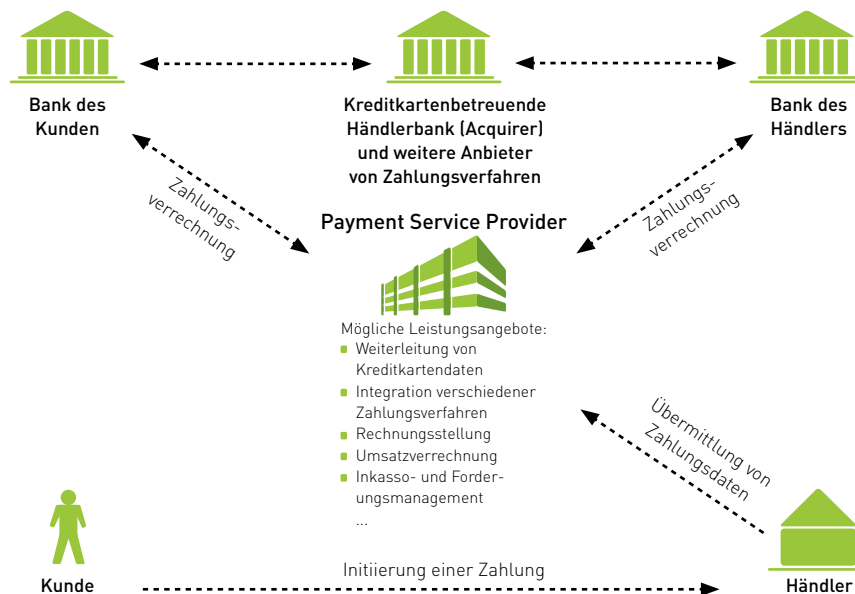 Bank des
Kunden
Kreditkartenbetreuende
Händlerbank (Acquirer)
und weitere Anbieter
von Zahlungsverfahren
Bank des
Händlers
Zahlungs-
verrechnung
Zahlungs-
verrechnung
Payment Service Provider
Mögliche Leistungsangebote:
Weiterleitung von
Kreditkartendaten
Integration verschiedener
Zahlungsverfahren
Rechnungsstellung
Umsatzverrechnung
Inkasso- und Forder-
ungsmanagement
...
Übermittlung von
Zahlungsdaten
Kunde
Initiierung einer Zahlung
Händler